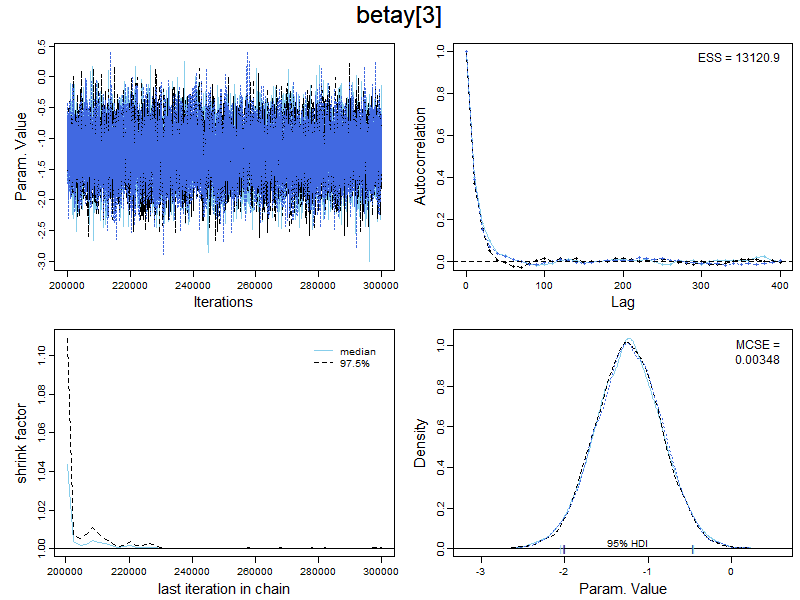 betay[3]
Param. Value
0.5
0.0
-0.5
-1.0
-1.5
-2.0
-2.5
-3.0
200000 220000 240000 260000 280000 300000
Iterations
ESS = 13120.9
Autocorrelation
1.0
0.8
0.6
0.4
0.2
0.0
0 100 200 300 400
Lag
median
97.5%
shrink factor
1.10
1.08
1.06
1.04
1.02
1.00
200000 220000 240000 260000 280000 300000
last iteration in chain
MCSE =
0.00348
Density
1.0
0.8
0.6
0.4
0.2
0.0
95% HDI
-3 -2 -1 0
Param. Value